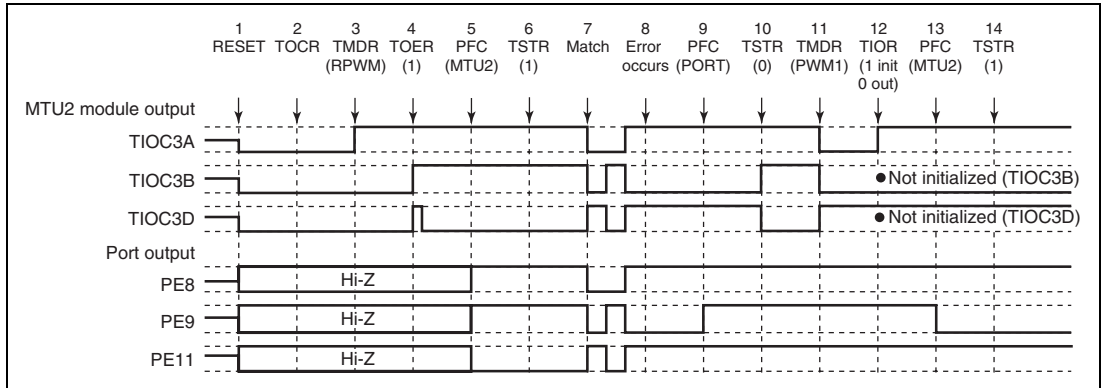 1 2 3 4 5 6 7 8 9 10 11 12 13 14
RESET TOCR TMDR TOER PFC TSTR Match Error PFC TSTR TMDR TIOR PFC TSTR
(RPWM) (1) (MTU2) (1) occurs (PORT) (0) (PWM1) (1 init (MTU2) (1)
0 out)
MTU2 module output
TIOC3A
TIOC3B
● Not initialized (TIOC3B)
TIOC3D
● Not initialized (TIOC3D)
Port output
PE8
Hi-Z
PE9
Hi-Z
PE11
Hi-Z